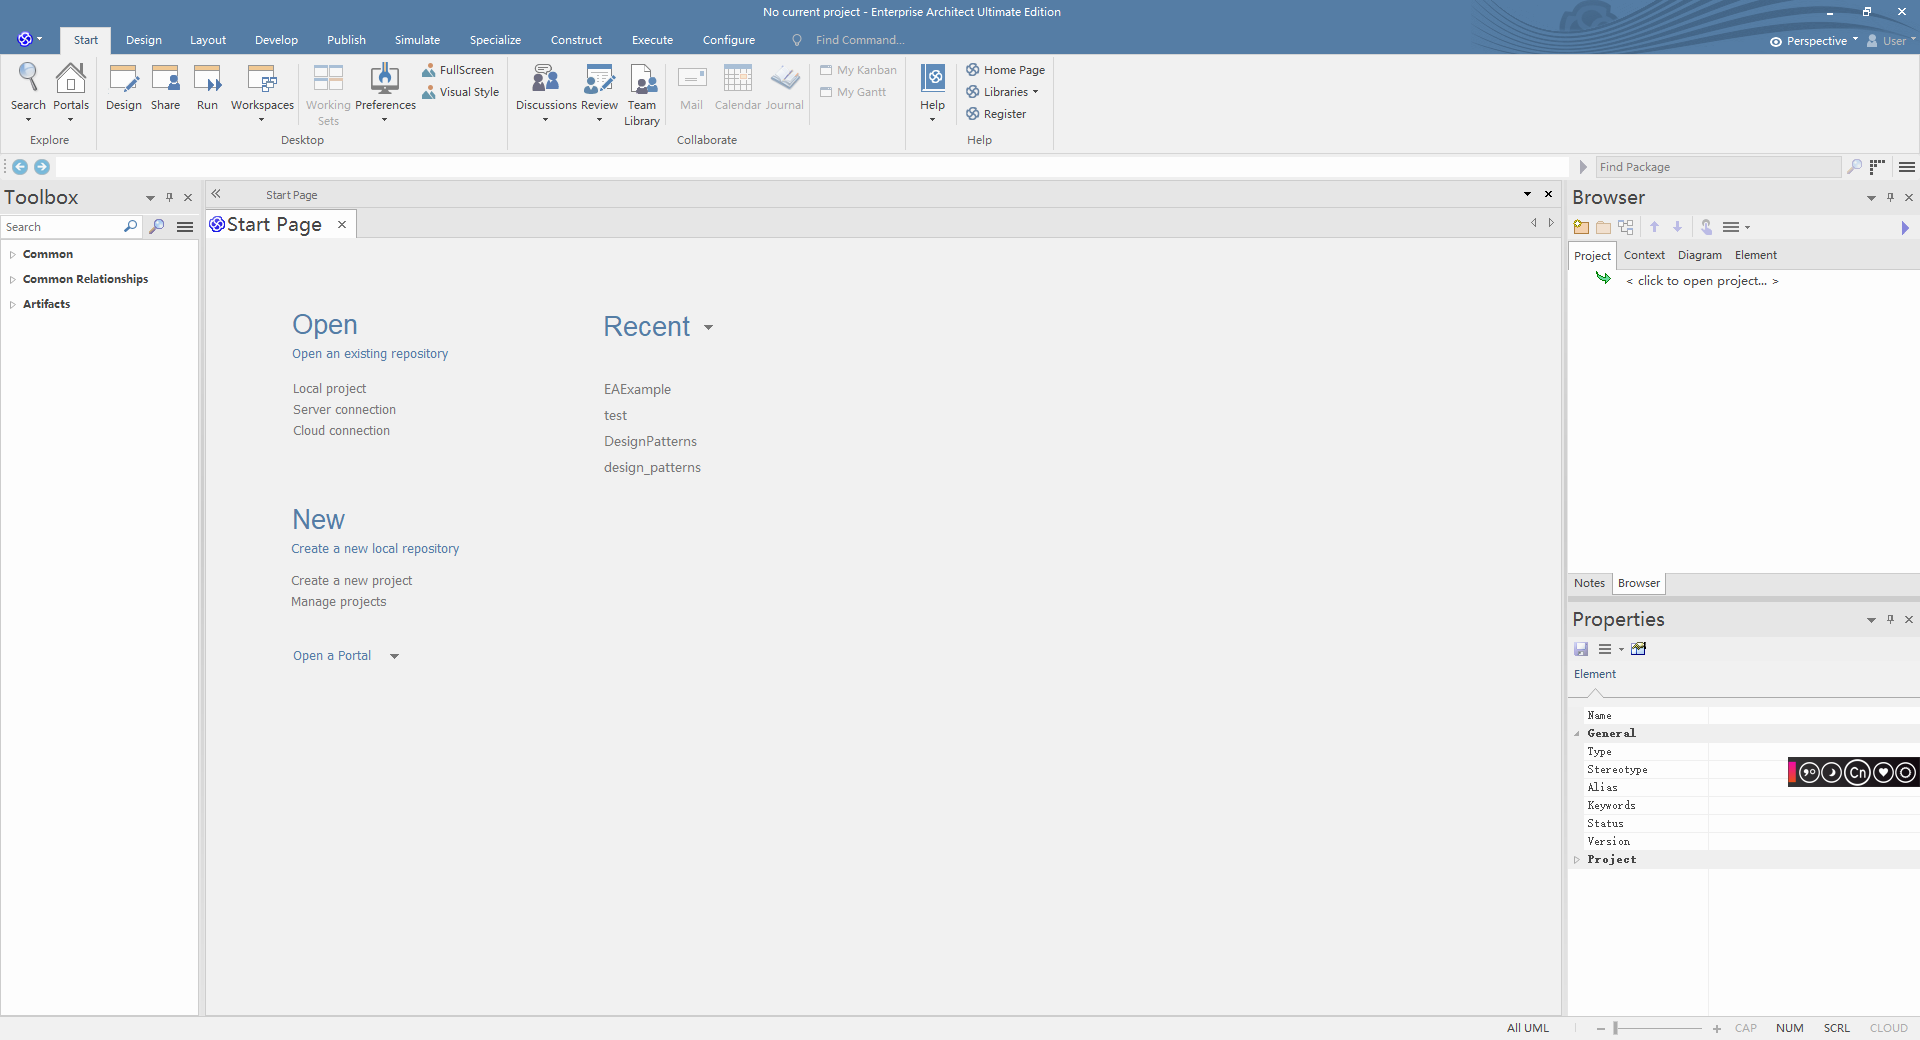 No current project - Enterprise Architect Ultimate Edition
Start Design Layout Develop Publish Simulate Specialize Construct Execute Configure Find Command... Perspective User
Search Portals
Explore
Design Share Run Workspaces Working Sets Preferences FullScreen Visual Style
Desktop
Discussions Review Team Library Mail Calendar Journal My Kanban My Gantt
Collaborate
Help Home Page Libraries Register
Help
Find Package
Toolbox
Search
Common
Common Relationships
Artifacts
Start Page
Start Page
Open
Open an existing repository
Local project
Server connection
Cloud connection
Recent
EAExample
test
DesignPatterns
design_patterns
New
Create a new local repository
Create a new project
Manage projects
Open a Portal
Browser
Project Context Diagram Element
< click to open project... >
Notes Browser
Properties
Element
Name
General
Type
Stereotype
Alias
Keywords
Status
Version
Project
Cn
All UML CAP NUM SCRL CLOUD